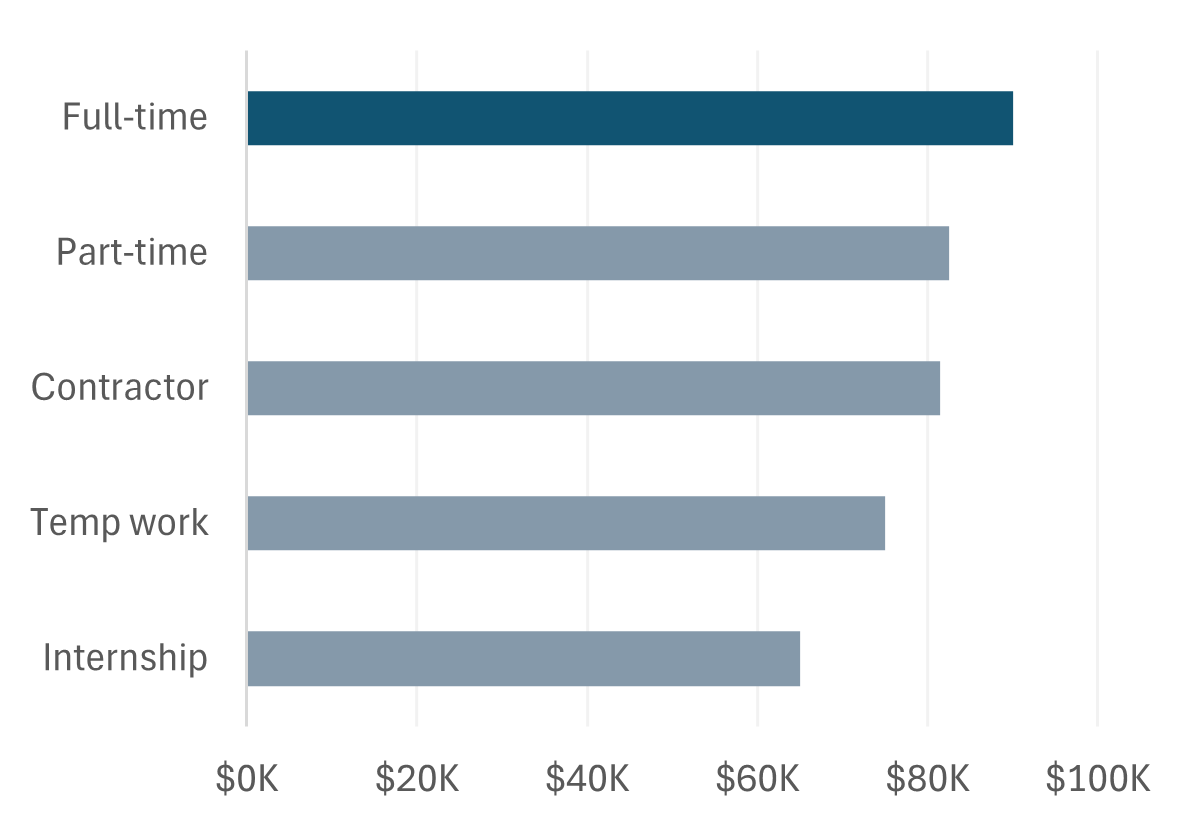 Full-time
Part-time
Contractor
Temp work
Internship
$0K $20K $40K $60K $80K $100K